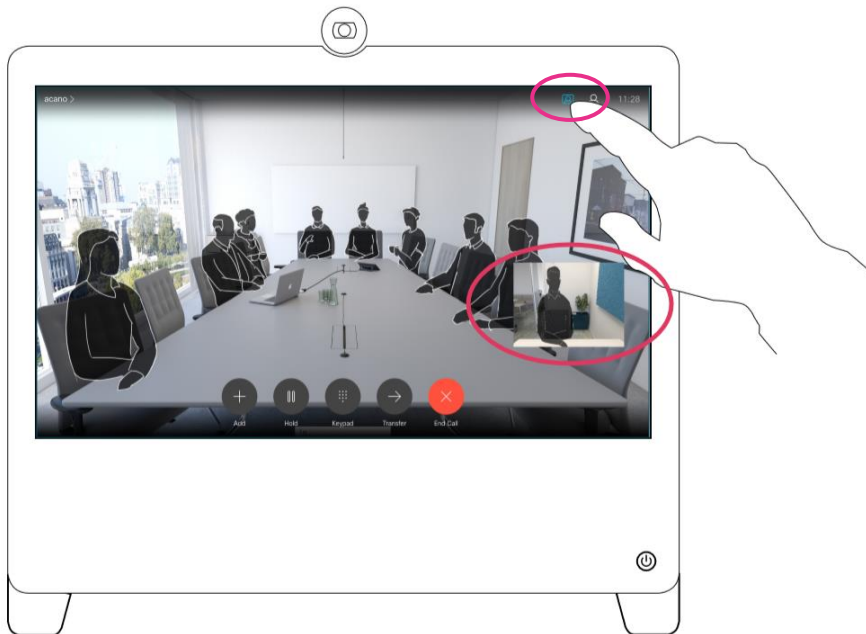 acano >
11:28
Add
Hold
Keypad
Transfer
End Call